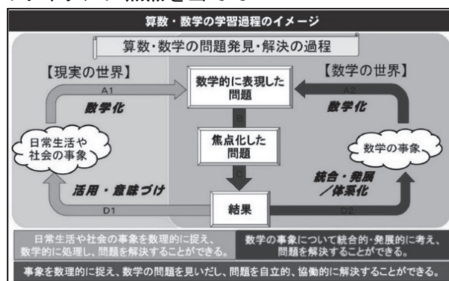 算数・数学の学習過程のイメージ
算数・数学の問題発見・解決の過程
【現実の世界】
【数学の世界】
A1
数学的に表現した
問題
A2
数学化
数学化
B
日常生活や
社会の事象
焦点化した
問題
数学の事象
C
活用・意味づけ
統合・発展
/体系化
D1
結果
D2
日常生活や社会の事象を数理的に捉え、
数学的に処理し、問題を解決することができる。
数学の事象について統合的・発展的に考え、
問題を解決することができる。
事象を数理的に捉え、数学の問題を見いだし、問題を自立的、協働的に解決することができる。